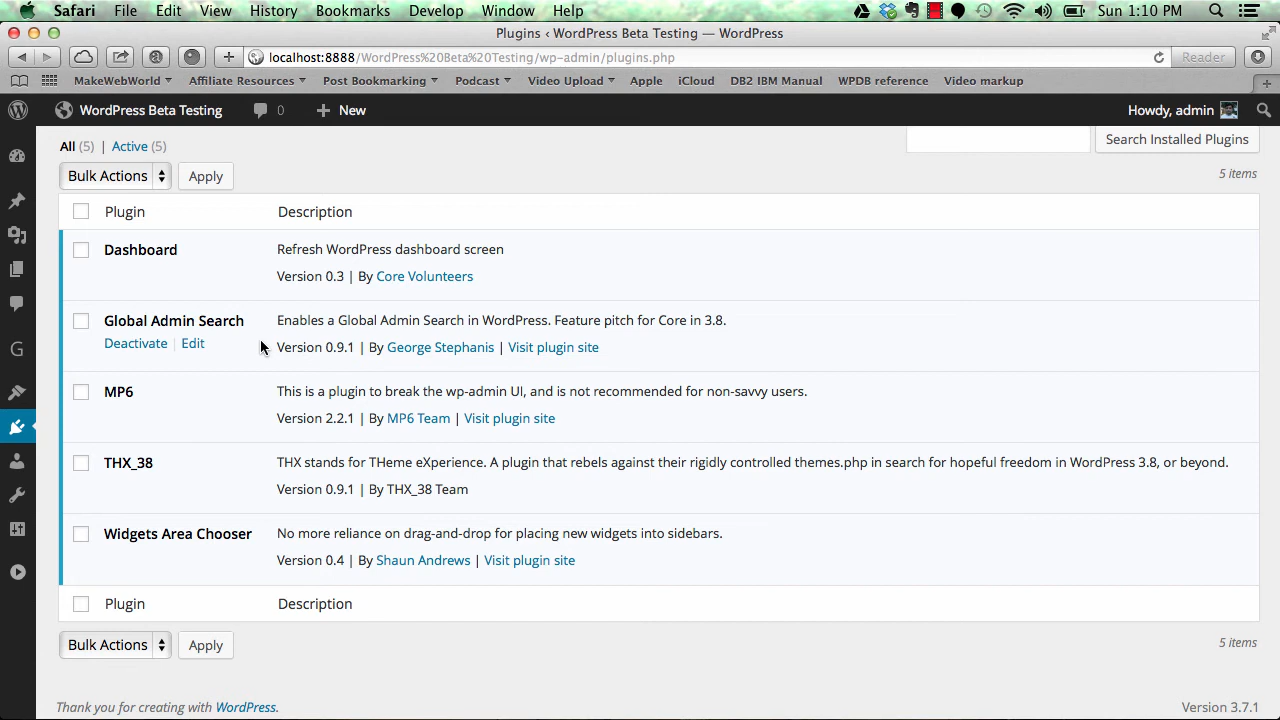 Safari File Edit View History Bookmarks Develop Window Help Sun 1:10 PM
Plugins ‹ WordPress Beta Testing — WordPress
localhost:8888/WordPress%20Beta%20Testing/wp-admin/plugins.php Reader
MakeWebWorld Affiliate Resources Post Bookmarking Podcast Video Upload Apple iCloud DB2 IBM Manual WPDB reference Video markup
WordPress Beta Testing 0 New Howdy, admin
All (5) | Active (5) Search Installed Plugins
Bulk Actions Apply 5 items
Plugin Description
Dashboard Refresh WordPress dashboard screen
Version 0.3 | By Core Volunteers
Global Admin Search Enables a Global Admin Search in WordPress. Feature pitch for Core in 3.8.
Deactivate | Edit Version 0.9.1 | By George Stephanis | Visit plugin site
MP6 This is a plugin to break the wp-admin UI, and is not recommended for non-savvy users.
Version 2.2.1 | By MP6 Team | Visit plugin site
THX_38 THX stands for THeme eXperience. A plugin that rebels against their rigidly controlled themes.php in search for hopeful freedom in WordPress 3.8, or beyond.
Version 0.9.1 | By THX_38 Team
Widgets Area Chooser No more reliance on drag-and-drop for placing new widgets into sidebars.
Version 0.4 | By Shaun Andrews | Visit plugin site
Plugin Description
Bulk Actions Apply 5 items
Thank you for creating with WordPress. Version 3.7.1